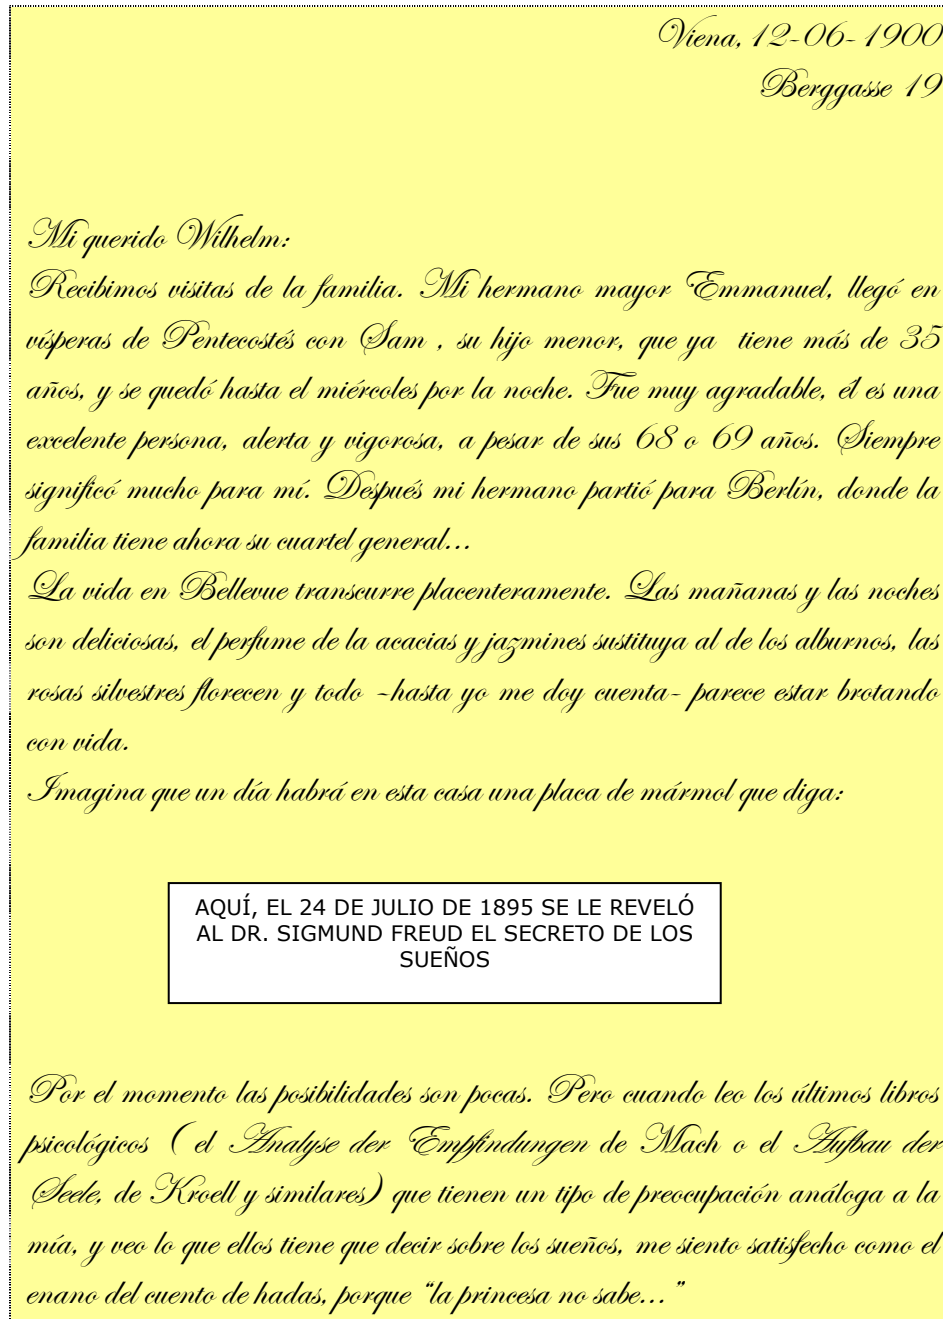 Viena, 12-06-1900
Berggasse 19
Mi querido Wilhelm:
Recibimos visitas de la familia. Mi hermano mayor Emmanuel, llegó en
vísperas de Pentecostés con Sam , su hijo menor, que ya tiene más de 35
años, y se quedó hasta el miércoles por la noche. Fue muy agradable, él es una
excelente persona, alerta y vigorosa, a pesar de sus 68 o 69 años. Siempre
significó mucho para mí. Después mi hermano partió para Berlín, donde la
familia tiene ahora su cuartel general...
La vida en Bellevue transcurre placenteramente. Las mañanas y las noches
son deliciosas, el perfume de la acacias y jazmines sustituya al de los alburnos, las
rosas silvestres florecen y todo -hasta yo me doy cuenta- parece estar brotando
con vida.
Imagina que un día habrá en esta casa una placa de mármol que diga:
AQUÍ, EL 24 DE JULIO DE 1895 SE LE REVELÓ
AL DR. SIGMUND FREUD EL SECRETO DE LOS
SUEÑOS
Por el momento las posibilidades son pocas. Pero cuando leo los últimos libros
psicológicos ( el Analyse der Empfindungen de Mach o el Aufbau der
Seele, de Kroell y similares) que tienen un tipo de preocupación análoga a la
mía, y veo lo que ellos tiene que decir sobre los sueños, me siento satisfecho como el
enano del cuento de hadas, porque "la princesa no sabe..."